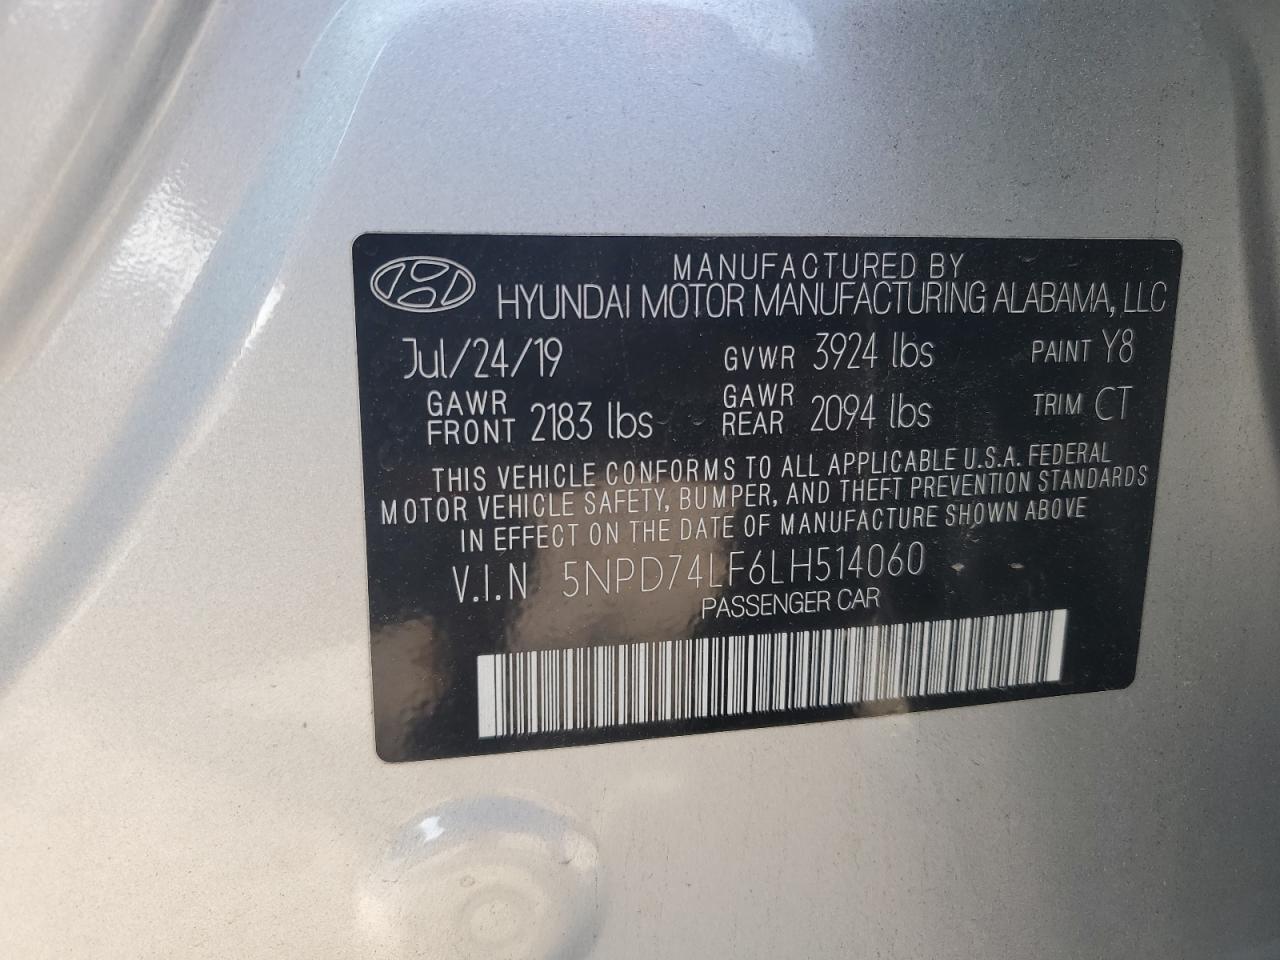 MANUFACTURED BY
HYUNDAI MOTOR MANUFACTURING ALABAMA, LLC
Jul/24/19 GVWR 3924 lbs PAINT Y8
GAWR FRONT 2183 lbs GAWR REAR 2094 lbs TRIM CT
THIS VEHICLE CONFORMS TO ALL APPLICABLE U.S.A. FEDERAL
MOTOR VEHICLE SAFETY, BUMPER, AND THEFT PREVENTION STANDARDS
IN EFFECT ON THE DATE OF MANUFACTURE SHOWN ABOVE
V.I.N 5NPD74LF6LH514060
PASSENGER CAR